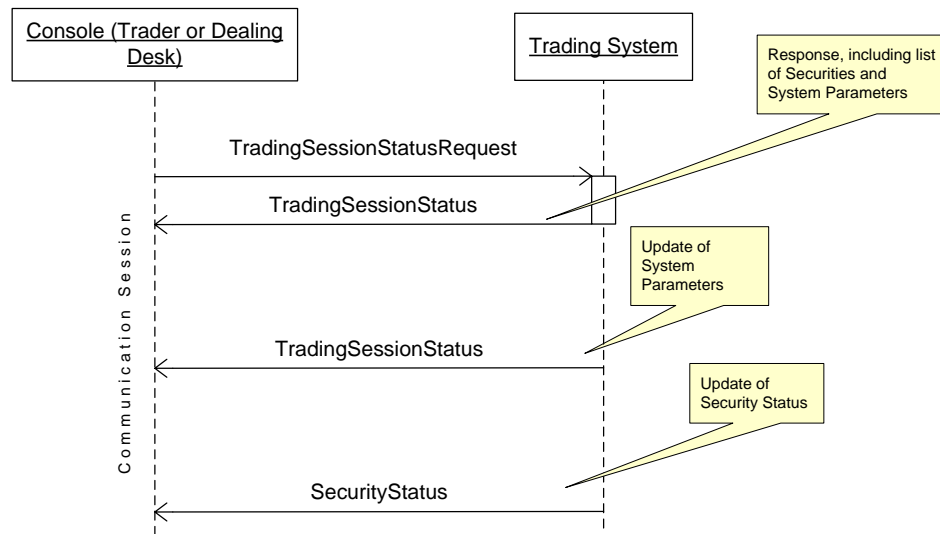 Console (Trader or Dealing
Desk)
Trading System
Response, including list
of Securities and
System Parameters
TradingSessionStatusRequest
TradingSessionStatus
Communication Session
Update of
System
Parameters
TradingSessionStatus
Update of
Security Status
SecurityStatus